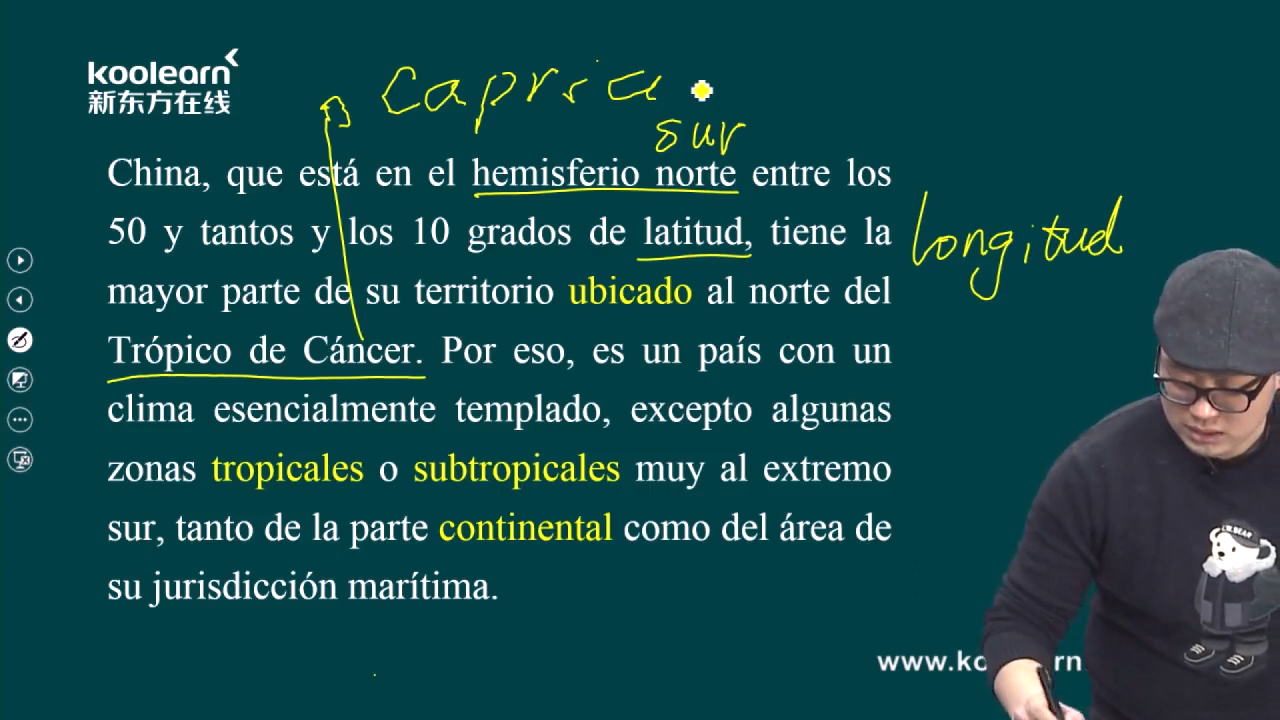 koolearn
新东方在线
Capric
sur
China, que está en el hemisferio norte entre los
50 y tantos y los 10 grados de latitud, tiene la
longitud
mayor parte de su territorio ubicado al norte del
Trópico de Cáncer. Por eso, es un país con un
clima esencialmente templado, excepto algunas
zonas tropicales o subtropicales muy al extremo
sur, tanto de la parte continental como del área de
su jurisdicción marítima.
www.ko
rn